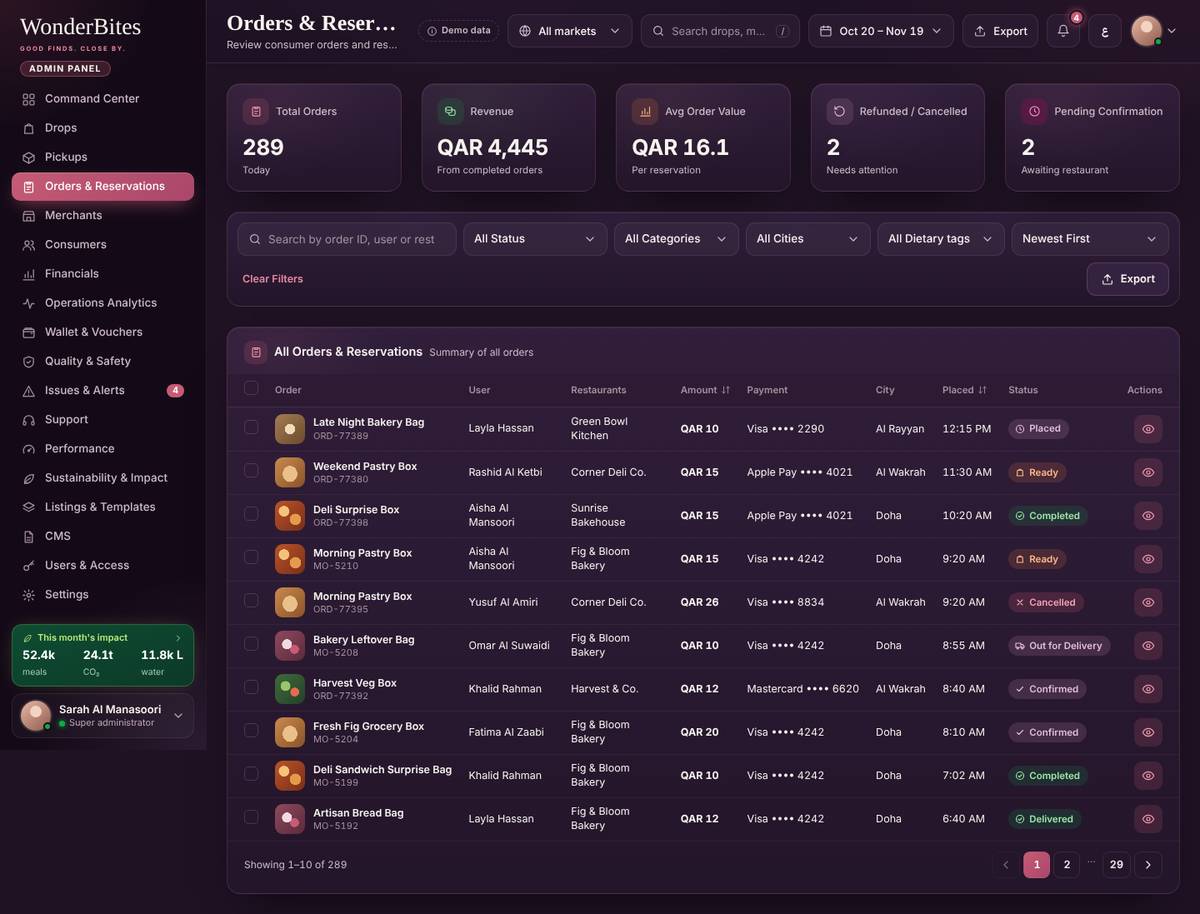 WonderBites
GOOD FINDS. CLOSE BY.
ADMIN PANEL
Command Center
Drops
Pickups
Orders & Reservations
Merchants
Consumers
Financials
Operations Analytics
Wallet & Vouchers
Quality & Safety
Issues & Alerts 4
Support
Performance
Sustainability & Impact
Listings & Templates
CMS
Users & Access
Settings
This month's impact
52.4k 24.1t 11.8k L
meals CO₂ water
Sarah Al Manasoori
Super administrator
Orders & Reser...
Review consumer orders and res...
Demo data
All markets
Search drops, m... /
Oct 20 – Nov 19
Export
4
ع
Total Orders
289
Today
Revenue
QAR 4,445
From completed orders
Avg Order Value
QAR 16.1
Per reservation
Refunded / Cancelled
2
Needs attention
Pending Confirmation
2
Awaiting restaurant
Search by order ID, user or rest
All Status
All Categories
All Cities
All Dietary tags
Newest First
Clear Filters
Export
All Orders & Reservations Summary of all orders
Order User Restaurants Amount Payment City Placed Status Actions
Late Night Bakery Bag
ORD-77389
Layla Hassan
Green Bowl
Kitchen
QAR 10 Visa •••• 2290 Al Rayyan 12:15 PM Placed
Weekend Pastry Box
ORD-77380
Rashid Al Ketbi
Corner Deli Co.
QAR 15 Apple Pay •••• 4021 Al Wakrah 11:30 AM Ready
Deli Surprise Box
ORD-77398
Aisha Al
Mansoori
Sunrise
Bakehouse
QAR 15 Apple Pay •••• 4021 Doha 10:20 AM Completed
Morning Pastry Box
MO-5210
Aisha Al
Mansoori
Fig & Bloom
Bakery
QAR 15 Visa •••• 4242 Doha 9:20 AM Ready
Morning Pastry Box
ORD-77395
Yusuf Al Amiri
Corner Deli Co.
QAR 26 Visa •••• 8834 Al Wakrah 9:20 AM Cancelled
Bakery Leftover Bag
MO-5208
Omar Al Suwaidi
Fig & Bloom
Bakery
QAR 10 Visa •••• 4242 Doha 8:55 AM Out for Delivery
Harvest Veg Box
ORD-77392
Khalid Rahman
Harvest & Co.
QAR 12 Mastercard •••• 6620 Al Wakrah 8:40 AM Confirmed
Fresh Fig Grocery Box
MO-5204
Fatima Al Zaabi
Fig & Bloom
Bakery
QAR 20 Visa •••• 4242 Doha 8:10 AM Confirmed
Deli Sandwich Surprise Bag
MO-5199
Khalid Rahman
Fig & Bloom
Bakery
QAR 10 Visa •••• 4242 Doha 7:02 AM Completed
Artisan Bread Bag
MO-5192
Layla Hassan
Fig & Bloom
Bakery
QAR 12 Visa •••• 4242 Doha 6:40 AM Delivered
Showing 1–10 of 289
1 2 ... 29